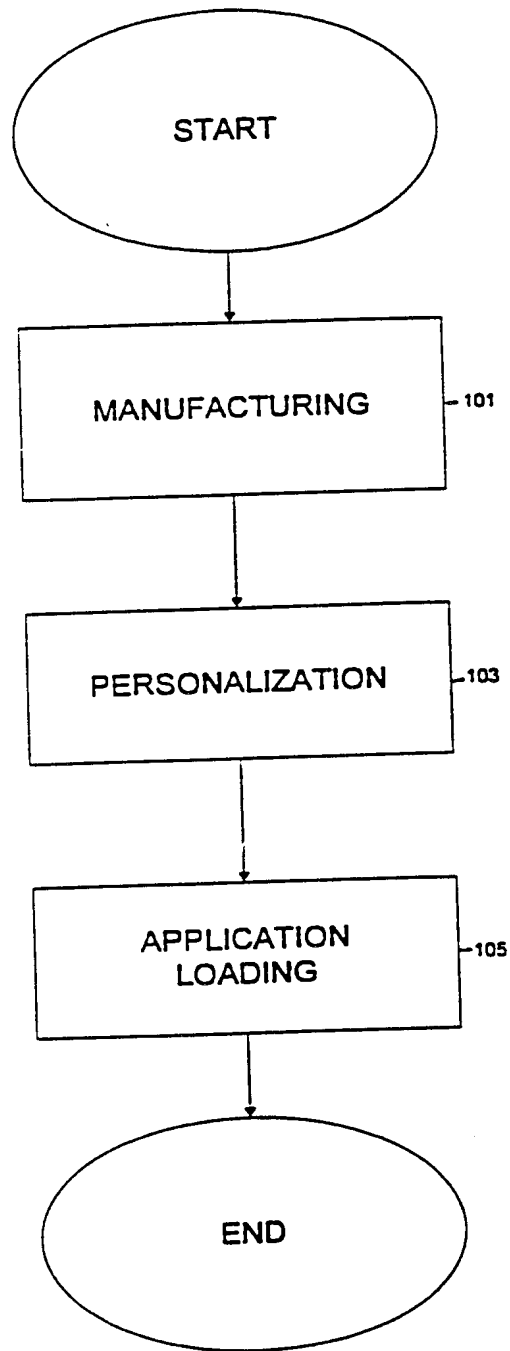 START
MANUFACTURING
101
PERSONALIZATION
103
APPLICATION
LOADING
105
END